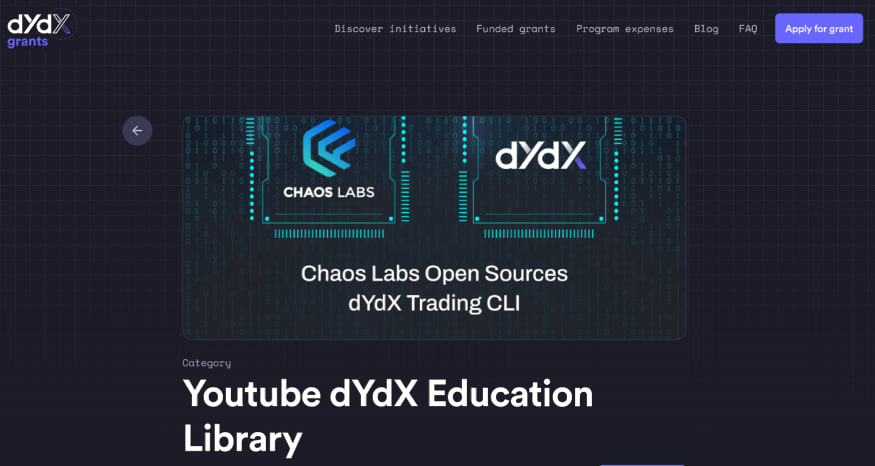 dYdX
grants
Discover initiatives
Funded grants
Program expenses
Blog
FAQ
Apply for grant
CHAOS LABS
dYdX
Chaos Labs Open Sources
dYdX Trading CLI
Category
Youtube dYdX Education
Library